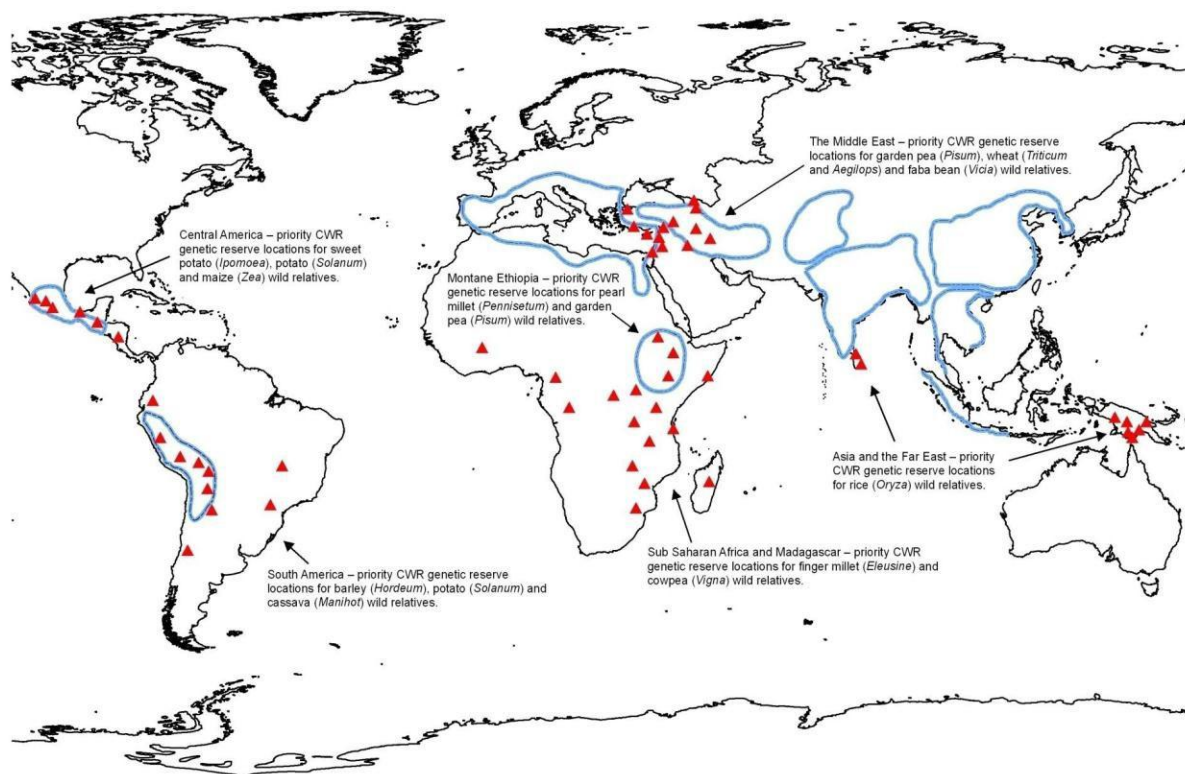 The Middle East – priority CWR genetic reserve
locations for garden pea (Pisum), wheat (Triticum
and Aegilops) and faba bean (Vicia) wild relatives.
Central America – priority CWR
genetic reserve locations for sweet
potato (Ipomoea), potato (Solanum)
and maize (Zea) wild relatives.
Montane Ethiopia – priority CWR
genetic reserve locations for pearl
millet (Pennisetum) and garden
pea (Pisum) wild relatives.
Asia and the Far East – priority
CWR genetic reserve locations
for rice (Oryza) wild relatives.
Sub Saharan Africa and Madagascar – priority CWR
genetic reserve locations for finger millet (Eleusine) and
cowpea (Vigna) wild relatives.
South America – priority CWR genetic reserve
locations for barley (Hordeum), potato (Solanum) and
cassava (Manihot) wild relatives.